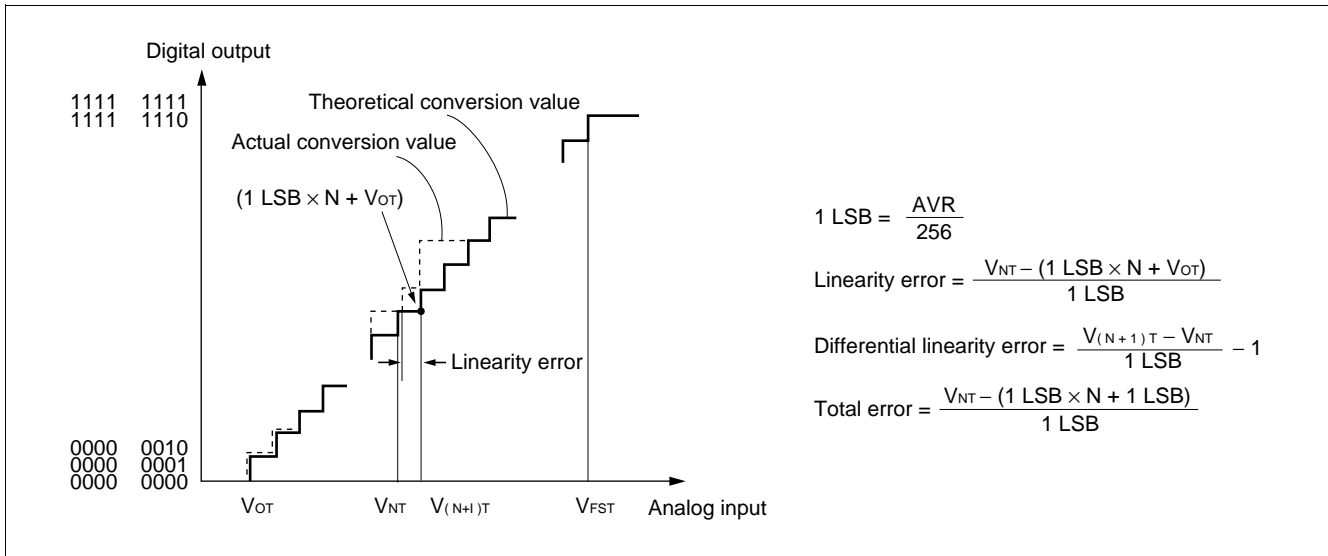 Digital output
1111 1111
1111 1110
Theoretical conversion value
Actual conversion value
(1 LSB × N + VOT)
Linearity error
0000 0010
0000 0001
0000 0000
VOT
VNT
V( N+I )T
VFST
Analog input
1 LSB = AVR / 256
Linearity error = VNT – (1 LSB × N + VOT) / 1 LSB
Differential linearity error = V( N + 1 ) T – VNT / 1 LSB – 1
Total error = VNT – (1 LSB × N + 1 LSB) / 1 LSB